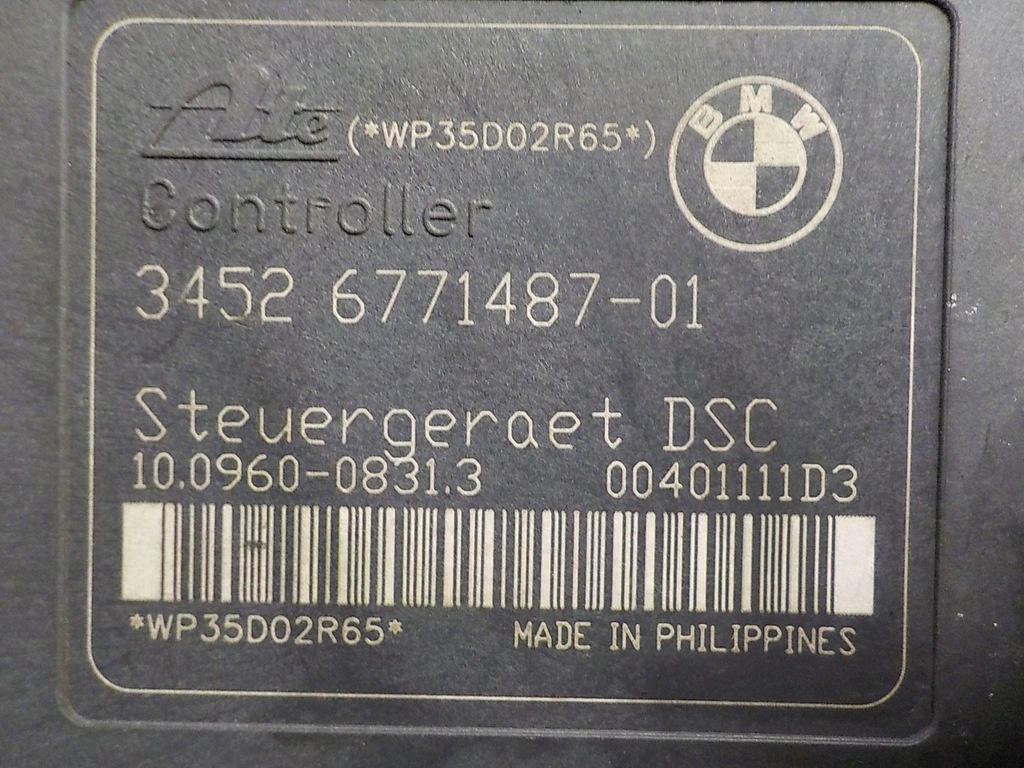 Ate (*WP35D02R65*) BMW
Controller
3452 6771487-01
Steuergeraet DSC
10.0960-0831.3 00401111D3
*WP35D02R65* MADE IN PHILIPPINES